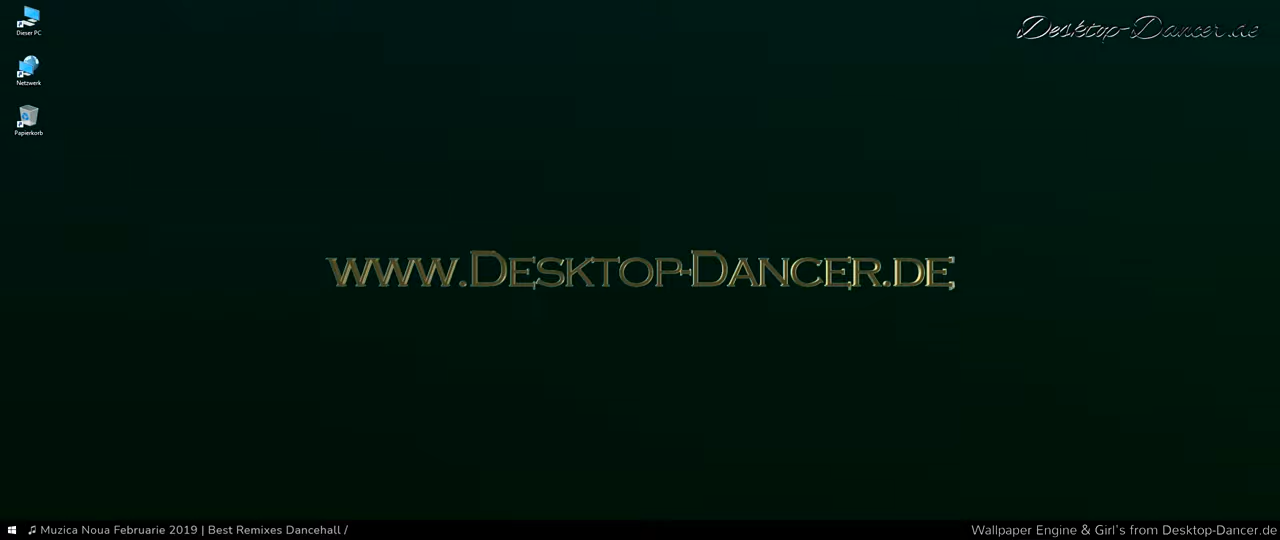 Dieser PC
Desktop-Dancer.de
Netzwerk
Papierkorb
www.Desktop-Dancer.de
♫ Muzica Noua Februarie 2019 | Best Remixes Dancehall /
Wallpaper Engine & Girl's from Desktop-Dancer.de